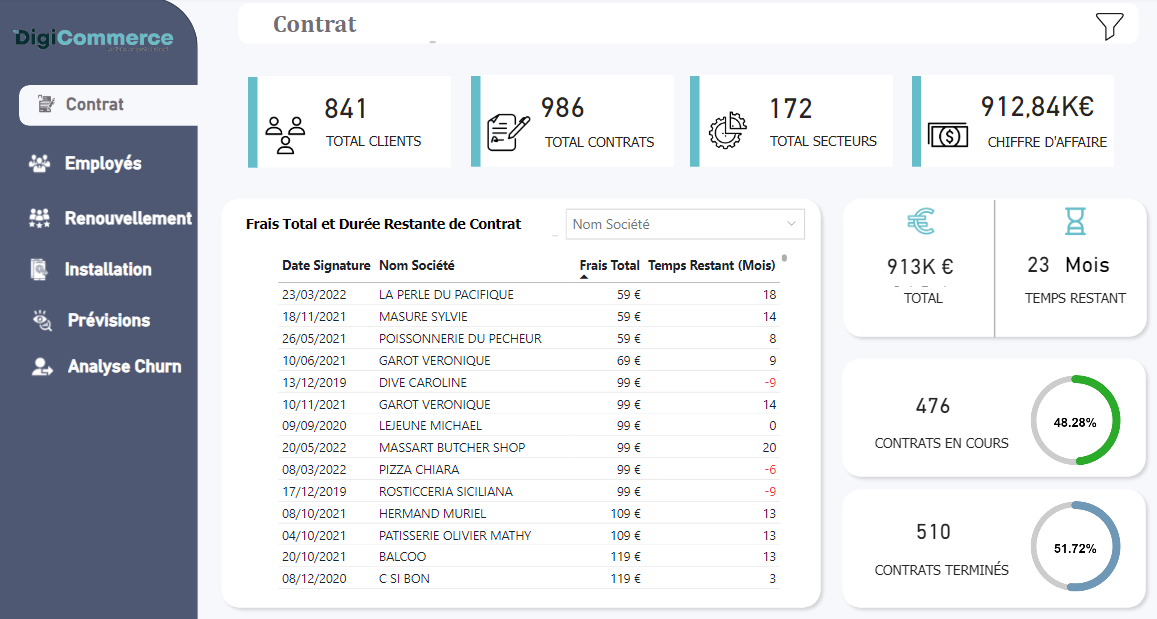 DigiCommerce
Contrat
Employés
Renouvellement
Installation
Prévisions
Analyse Churn
Contrat
841
TOTAL CLIENTS
986
TOTAL CONTRATS
172
TOTAL SECTEURS
912,84K€
CHIFFRE D'AFFAIRE
Frais Total et Durée Restante de Contrat
Nom Société
Date Signature Nom Société Frais Total Temps Restant (Mois)
23/03/2022 LA PERLE DU PACIFIQUE 59 € 18
18/11/2021 MASURE SYLVIE 59 € 14
26/05/2021 POISSONNERIE DU PECHEUR 59 € 8
10/06/2021 GAROT VERONIQUE 69 € 9
13/12/2019 DIVE CAROLINE 99 € -9
10/11/2021 GAROT VERONIQUE 99 € 14
09/09/2020 LEJEUNE MICHAEL 99 € 0
20/05/2022 MASSART BUTCHER SHOP 99 € 20
08/03/2022 PIZZA CHIARA 99 € -6
17/12/2019 ROSTICCERIA SICILIANA 99 € -9
08/10/2021 HERMAND MURIEL 109 € 13
04/10/2021 PATISSERIE OLIVIER MATHY 109 € 13
20/10/2021 BALCOO 119 € 13
08/12/2020 C SI BON 119 € 3
913K €
TOTAL
23 Mois
TEMPS RESTANT
476
CONTRATS EN COURS
48.28%
510
CONTRATS TERMINÉS
51.72%